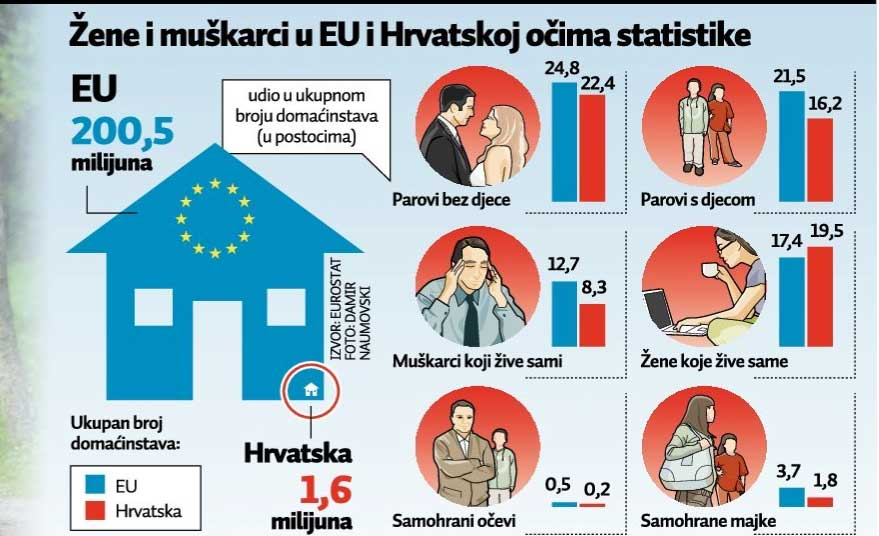 Žene i muškarci u EU i Hrvatskoj očima statistike
EU
200,5
milijuna
udio u ukupnom
broju domaćinstava
(u postocima)
IZVOR: EUROSTAT
FOTO: DAMIR
NAUMOVSKI
Ukupan broj
domaćinstava:
EU
Hrvatska
Hrvatska
1,6
milijuna
24,8
22,4
Parovi bez djece
21,5
16,2
Parovi s djecom
12,7
8,3
Muškarci koji žive sami
17,4
19,5
Žene koje žive same
0,5
0,2
Samohrani očevi
3,7
1,8
Samohrane majke